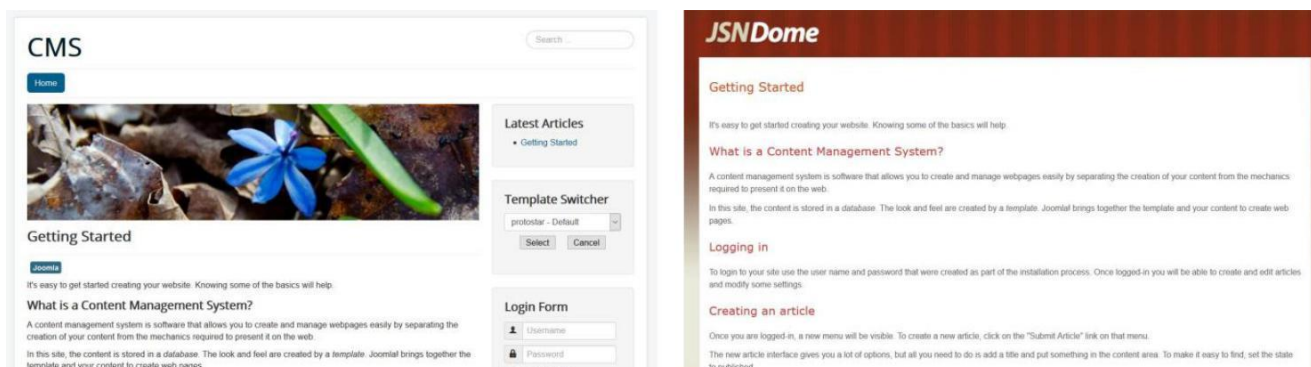 CMS
Search ...
Home
Getting Started
Joomla
It's easy to get started creating your website. Knowing some of the basics will help.
What is a Content Management System?
A content management system is software that allows you to create and manage webpages easily by separating the
creation of your content from the mechanics required to present it on the web.
In this site, the content is stored in a database. The look and feel are created by a template. Joomla! brings together the
template and your content to create web pages.
Latest Articles
Getting Started
Template Switcher
protostar - Default
Select Cancel
Login Form
Username
Password
JSNDome
Getting Started
It's easy to get started creating your website. Knowing some of the basics will help.
What is a Content Management System?
A content management system is software that allows you to create and manage webpages easily by separating the creation of your content from the mechanics
required to present it on the web.
In this site, the content is stored in a database. The look and feel are created by a template. Joomla! brings together the template and your content to create web
pages.
Logging in
To login to your site use the user name and password that were created as part of the installation process. Once logged-in you will be able to create and edit articles
and modify some settings.
Creating an article
Once you are logged-in, a new menu will be visible. To create a new article, click on the "Submit Article" link on that menu.
The new article interface gives you a lot of options, but all you need to do is add a title and put something in the content area. To make it easy to find, set the state
to published.